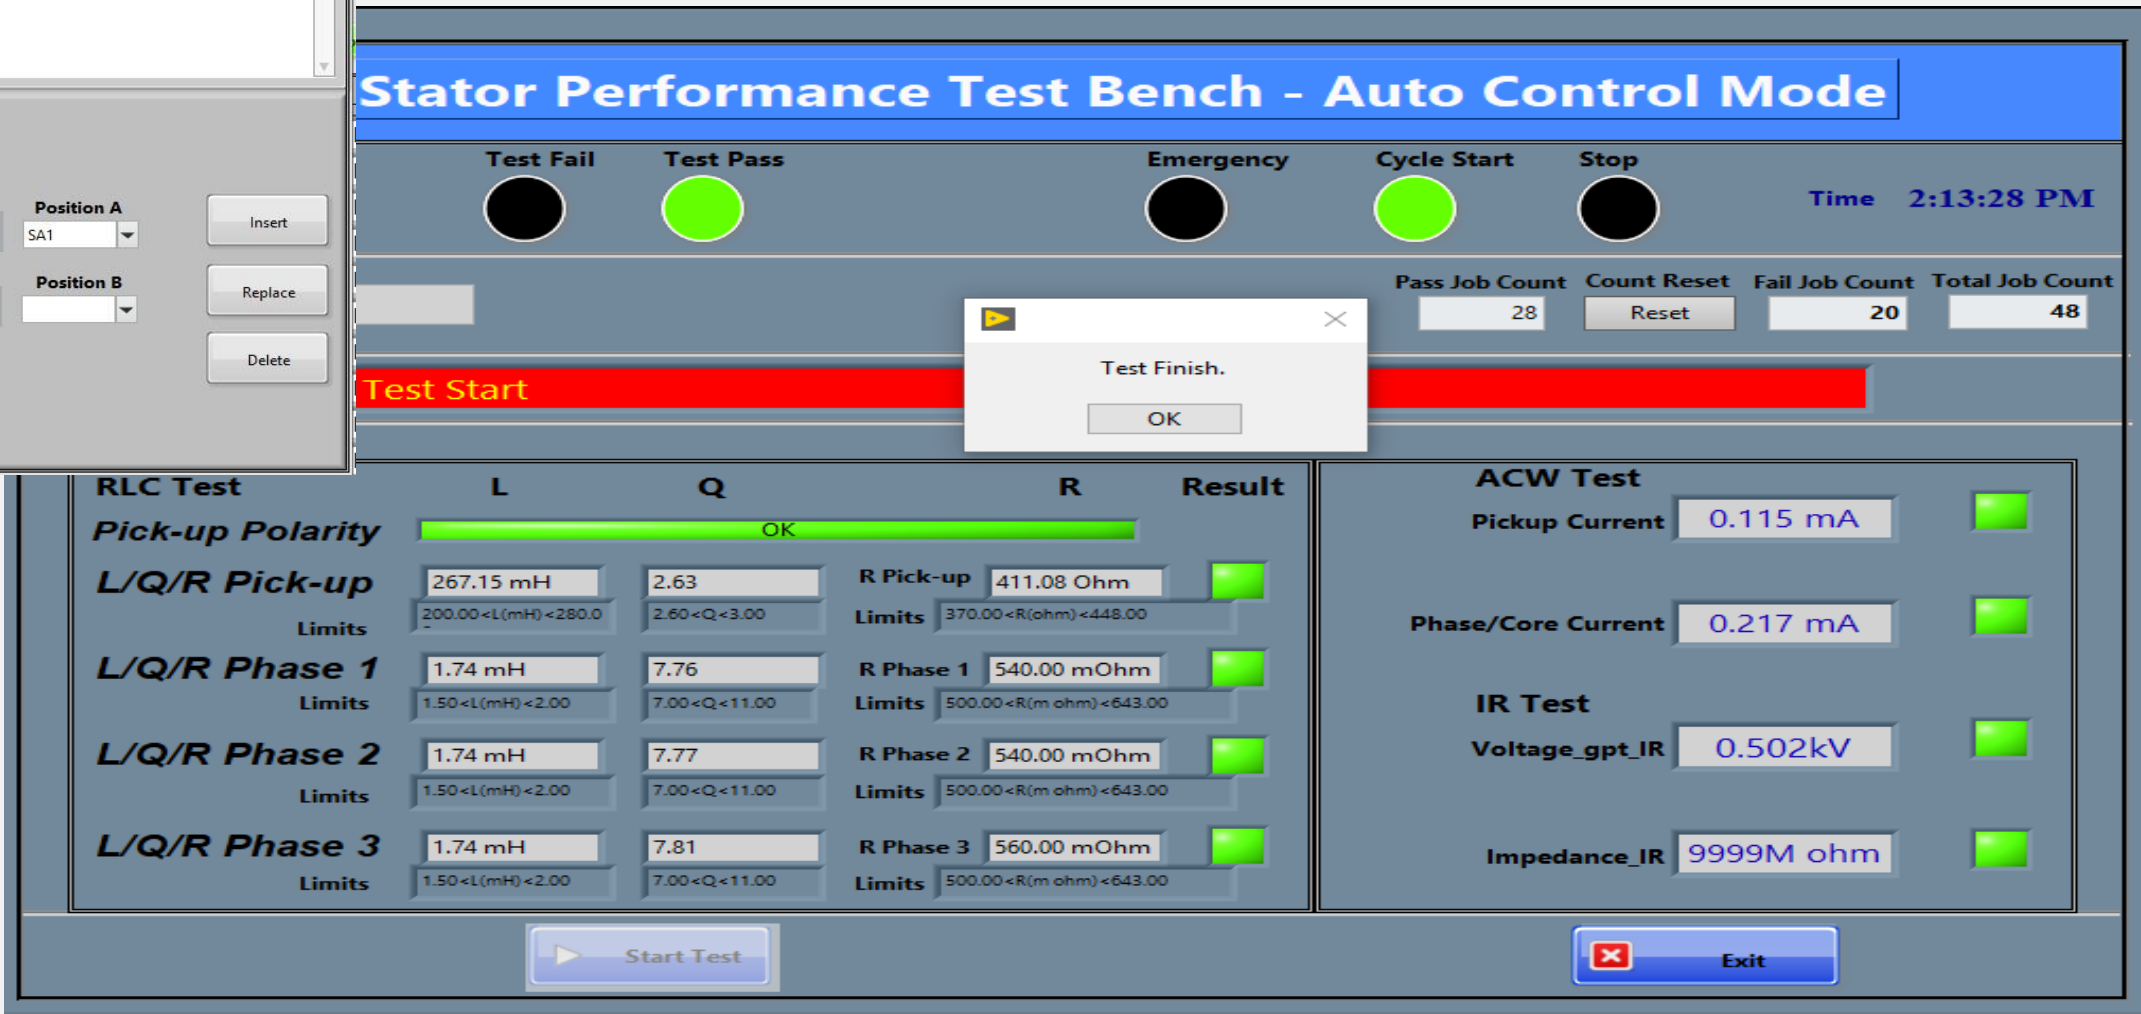 Stator Performance Test Bench - Auto Control Mode
Test Fail Test Pass Emergency Cycle Start Stop
Time 2:13:28 PM
Position A
SA1
Insert
Position B
Replace
Delete
Pass Job Count Count Reset Fail Job Count Total Job Count
28 Reset 20 48
Test Start
Test Finish.
OK
RLC Test L Q R Result
Pick-up Polarity OK
L/Q/R Pick-up 267.15 mH 2.63 R Pick-up 411.08 Ohm
Limits 200.00<L(mH)<280.0 2.60<Q<3.00 Limits 370.00<R(ohm)<448.00
L/Q/R Phase 1 1.74 mH 7.76 R Phase 1 540.00 mOhm
Limits 1.50<L(mH)<2.00 7.00<Q<11.00 Limits 500.00<R(m ohm)<643.00
L/Q/R Phase 2 1.74 mH 7.77 R Phase 2 540.00 mOhm
Limits 1.50<L(mH)<2.00 7.00<Q<11.00 Limits 500.00<R(m ohm)<643.00
L/Q/R Phase 3 1.74 mH 7.81 R Phase 3 560.00 mOhm
Limits 1.50<L(mH)<2.00 7.00<Q<11.00 Limits 500.00<R(m ohm)<643.00
ACW Test
Pickup Current 0.115 mA
Phase/Core Current 0.217 mA
IR Test
Voltage_gpt_IR 0.502kV
Impedance_IR 9999M ohm
Start Test
Exit